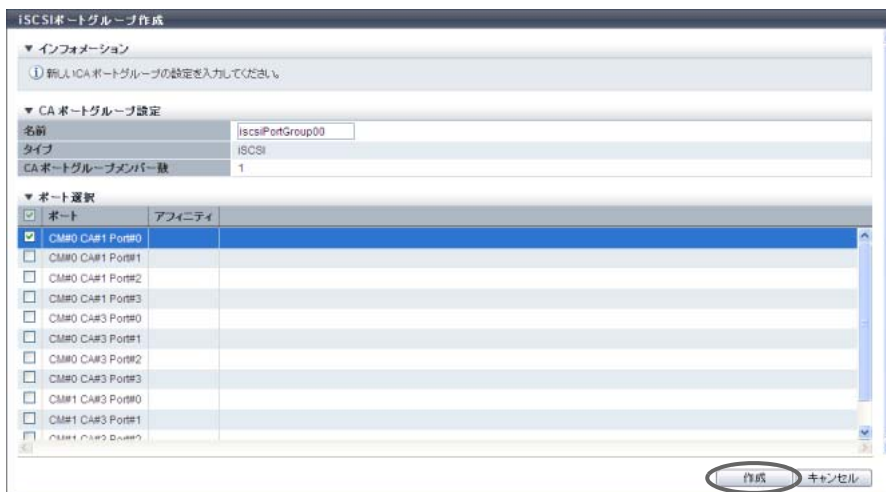 iSCSIポートグループ作成
▼ インフォメーション
新しいCAポートグループの設定を入力してください。
▼ CAポートグループ設定
名前 iscsiPortGroup00
タイプ iSCSI
CAポートグループメンバー数 1
▼ ポート選択
ポート アフィニティ
CM#0 CA#1 Port#0
CM#0 CA#1 Port#1
CM#0 CA#1 Port#2
CM#0 CA#1 Port#3
CM#0 CA#3 Port#0
CM#0 CA#3 Port#1
CM#0 CA#3 Port#2
CM#0 CA#3 Port#3
CM#1 CA#3 Port#0
CM#1 CA#3 Port#1
CM#1 CA#3 Port#2
作成 キャンセル